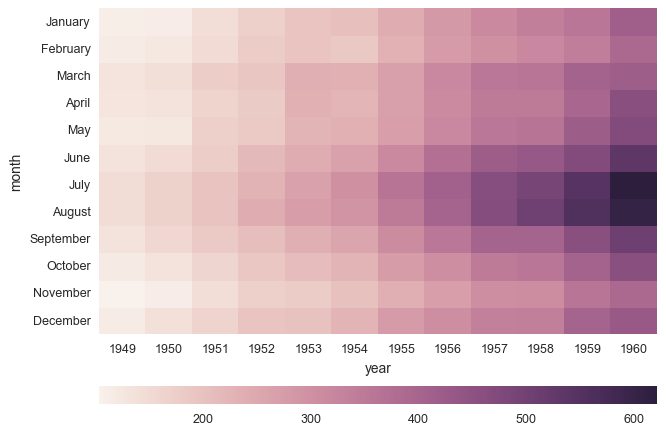 January
February
March
April
May
June
July
August
September
October
November
December
month
1949 1950 1951 1952 1953 1954 1955 1956 1957 1958 1959 1960
year
200 300 400 500 600